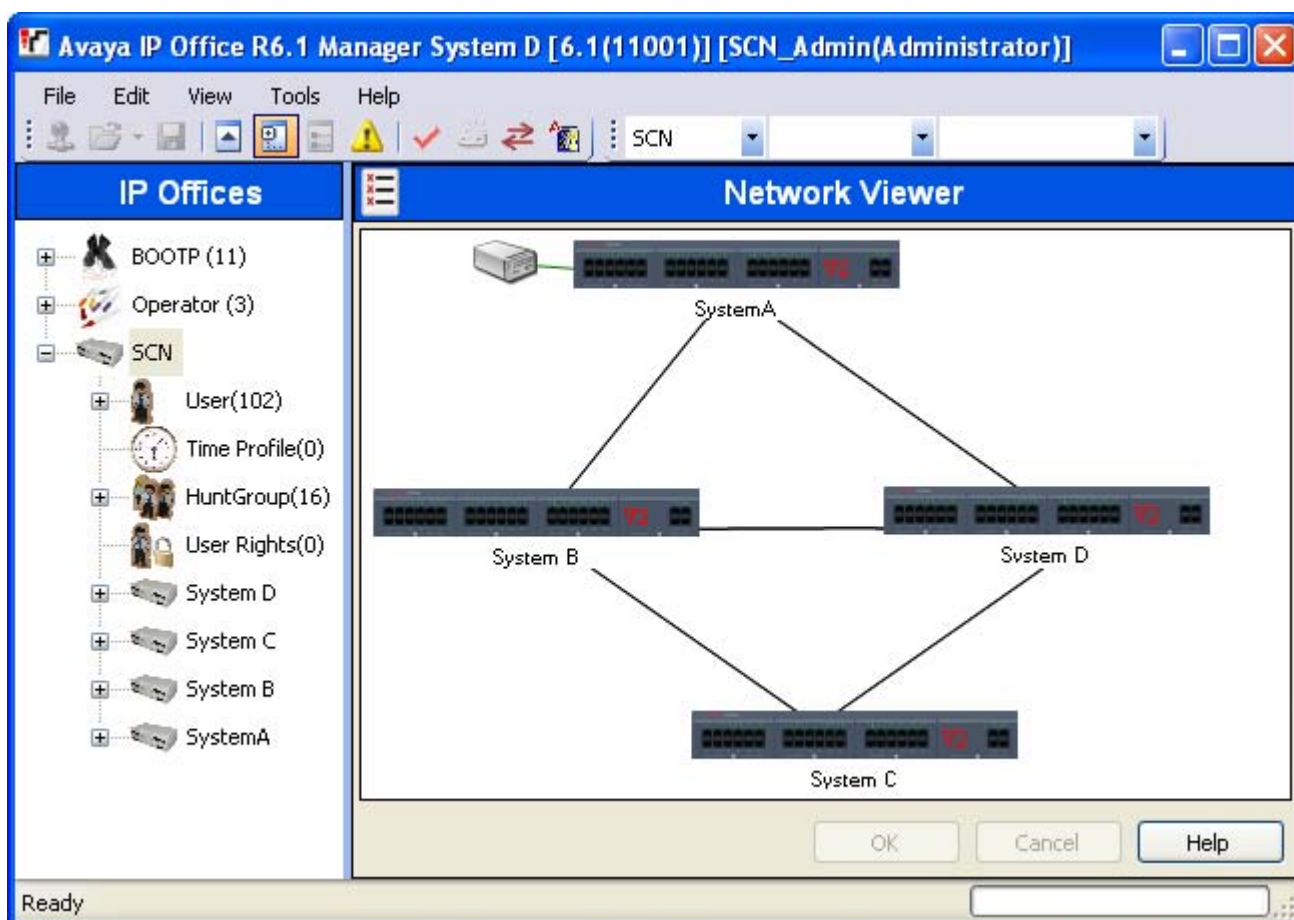 Avaya IP Office R6.1 Manager System D [6.1(11001)] [SCN_Admin(Administrator)]
File Edit View Tools Help
SCN
IP Offices
BOOTP (11)
Operator (3)
SCN
User(102)
Time Profile(0)
HuntGroup(16)
User Rights(0)
System D
System C
System B
SystemA
Network Viewer
SystemA
System B
System D
System C
OK Cancel Help
Ready